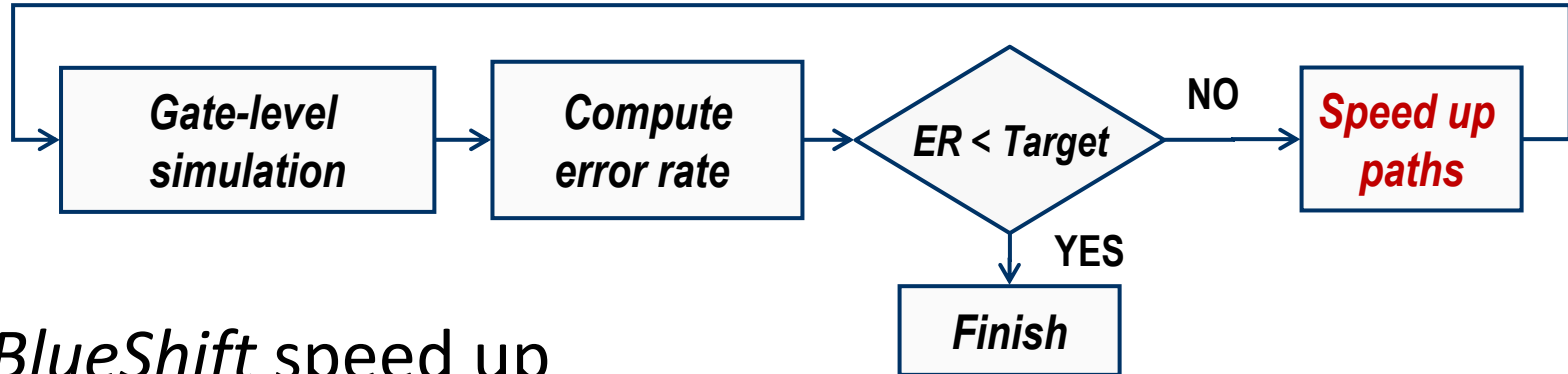 Gate-level
simulation
Compute
error rate
ER < Target
NO
Speed up
paths
YES
Finish
BlueShift speed up